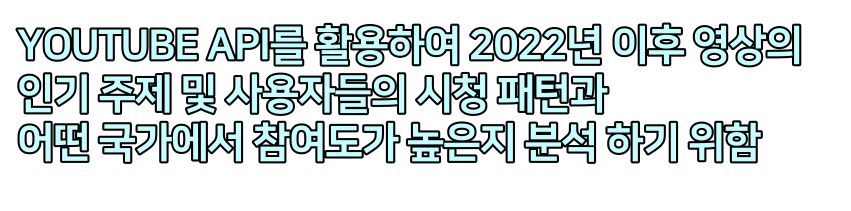 YOUTUBE API를 활용하여 2022년 이후 영상의
인기 주제 및 사용자들의 시청 패턴과
어떤 국가에서 참여도가 높은지 분석 하기 위함